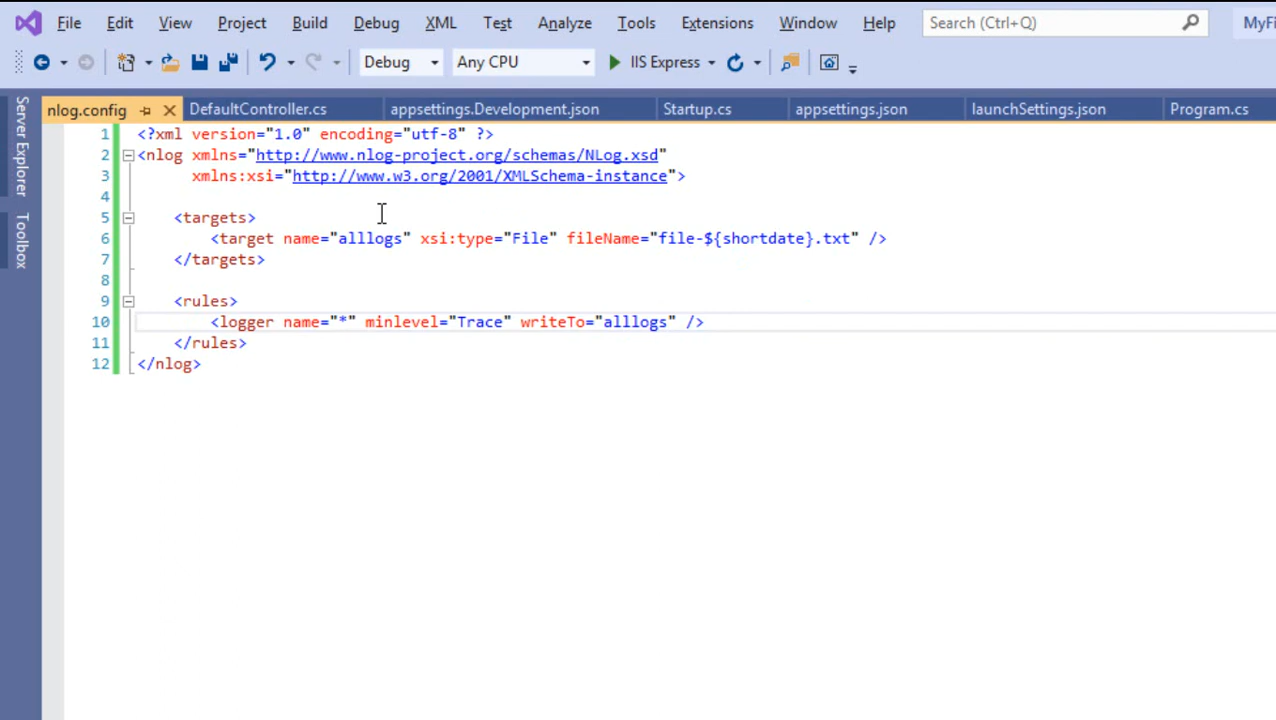 File Edit View Project Build Debug XML Test Analyze Tools Extensions Window Help Search (Ctrl+Q) MyFi
Debug Any CPU IIS Express
nlog.config DefaultController.cs appsettings.Development.json Startup.cs appsettings.json launchSettings.json Program.cs
Server Explorer
Toolbox
1 <?xml version="1.0" encoding="utf-8" ?>
2 <nlog xmlns="http://www.nlog-project.org/schemas/NLog.xsd"
3 xmlns:xsi="http://www.w3.org/2001/XMLSchema-instance">
4
5 <targets>
6 <target name="alllogs" xsi:type="File" fileName="file-${shortdate}.txt" />
7 </targets>
8
9 <rules>
10 <logger name="*" minlevel="Trace" writeTo="alllogs" />
11 </rules>
12 </nlog>